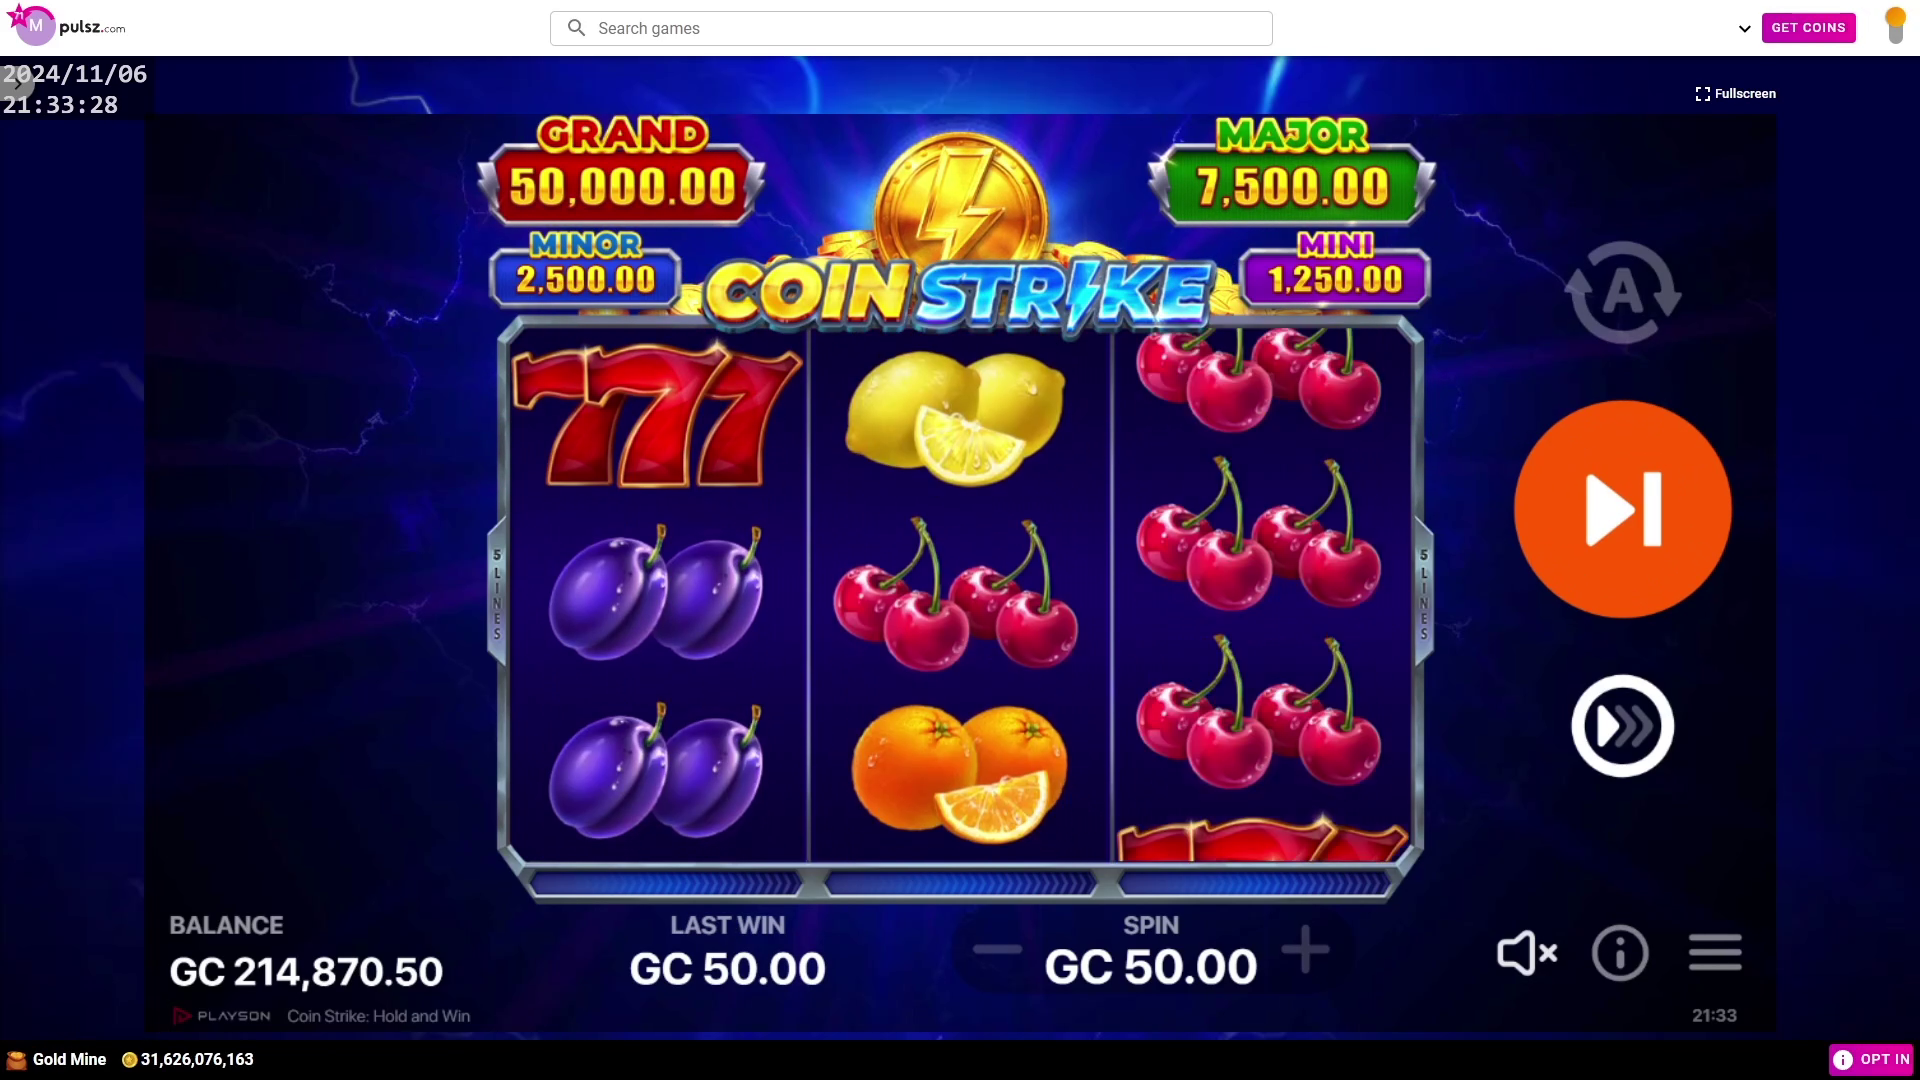 71
M
pulsz.com
Search games
GET COINS
2024/11/06
21:33:28
Fullscreen
GRAND
50,000.00
MAJOR
7,500.00
MINOR
2,500.00
MINI
1,250.00
COIN STRIKE
A
777
5 LINES
5 LINES
BALANCE
GC 214,870.50
LAST WIN
GC 50.00
SPIN
GC 50.00
PLAYSON Coin Strike: Hold and Win
21:33
Gold Mine 31,626,076,163
OPT IN